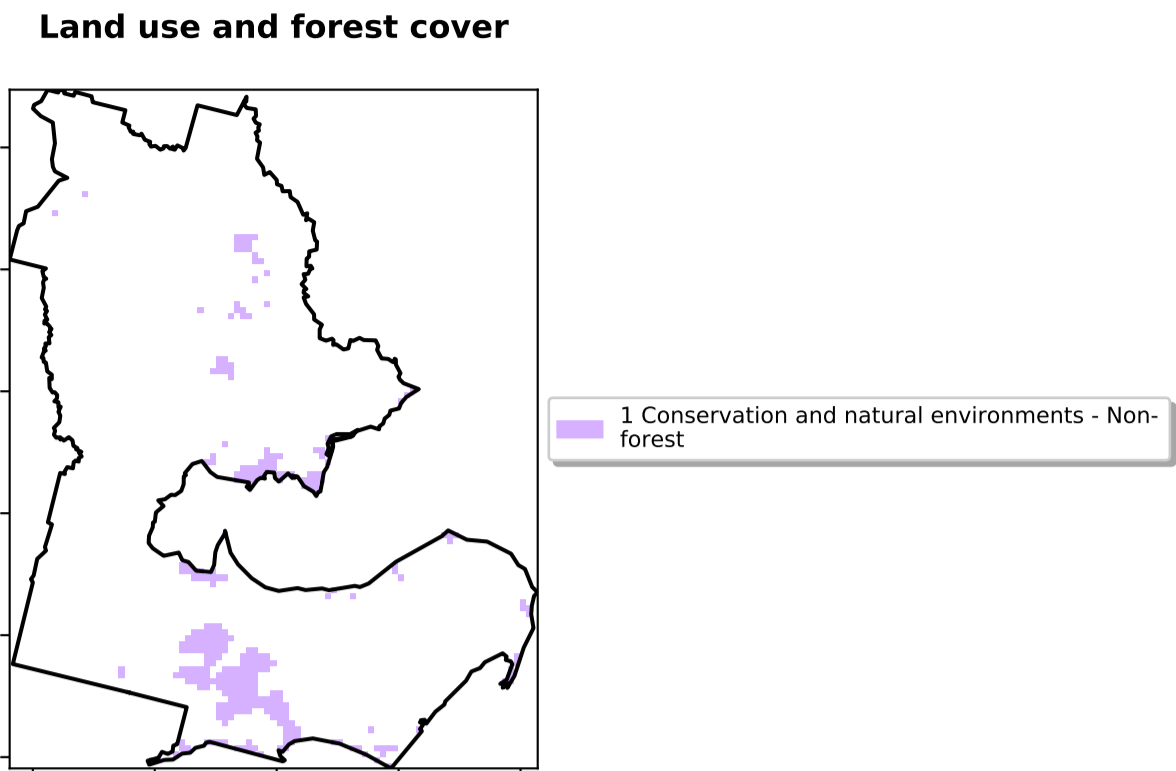 Land use and forest cover
1 Conservation and natural environments - Non-
forest